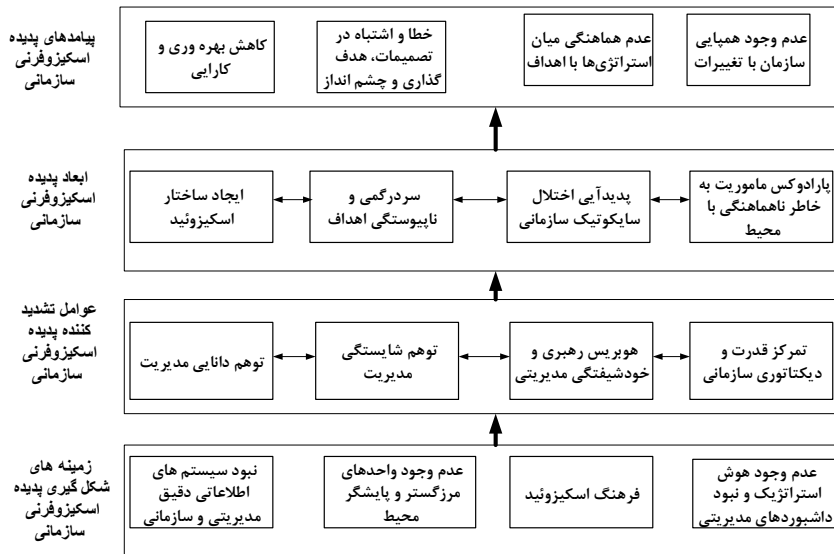 پیامدهای پدیده
اسکیزوفرنی
سازمانی
عدم وجود همپایی
سازمان با تغییرات
عدم هماهنگی میان
استراتژی‌ها با اهداف
خطا و اشتباه در
تصمیمات، هدف
گذاری و چشم انداز
کاهش بهره وری و
کارایی
ابعاد پدیده
اسکیزوفرنی
سازمانی
پارادوکس ماموریت به
خاطر ناهماهنگی با
محیط
پدیدآیی اختلال
سایکوتیک سازمانی
سردرگمی و
ناپیوستگی اهداف
ایجاد ساختار
اسکیزوئید
عوامل تشدید
کننده پدیده
اسکیزوفرنی
سازمانی
تمرکز قدرت و
دیکتاتوری سازمانی
هوبریس رهبری و
خودشیفتگی مدیریتی
توهم شایستگی
مدیریت
توهم دانایی مدیریت
زمینه های
شکل گیری پدیده
اسکیزوفرنی
سازمانی
عدم وجود هوش
استراتژیک و نبود
داشبوردهای مدیریتی
فرهنگ اسکیزوئید
عدم وجود واحدهای
مرزگستر و پایشگر
محیط
نبود سیستم های
اطلاعاتی دقیق
مدیریتی و سازمانی